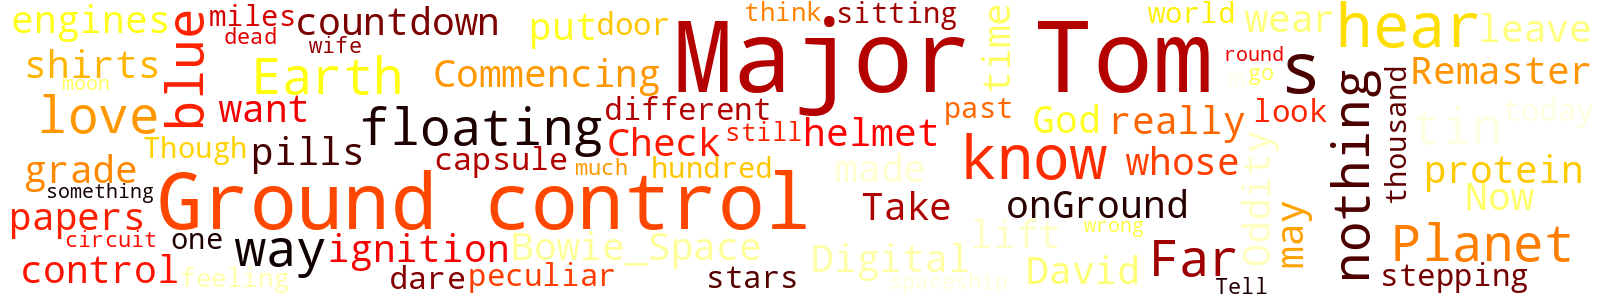 engines
miles
countdown
put
door
think
sitting
time
world
wear
hear
leave
dead
wife
shirts
moon
blue
Earth
Commencing
Major Tom
round
go
s
Remaster
love
want
floating
different
past
God
really
look
nothing
thousand
tin
today
Though
pills
capsule
Check
still
helmet
know
whose
Oddity
grade
something
Ground control
much
hundred
made
Take
onGround
protein
Now
papers
circuit
one
way
ignition
Bowie_Space
Digital
lift
wrong
David
Far
may
Planet
control
feeling
dare
peculiar
stars
spaceship
Tell
stepping